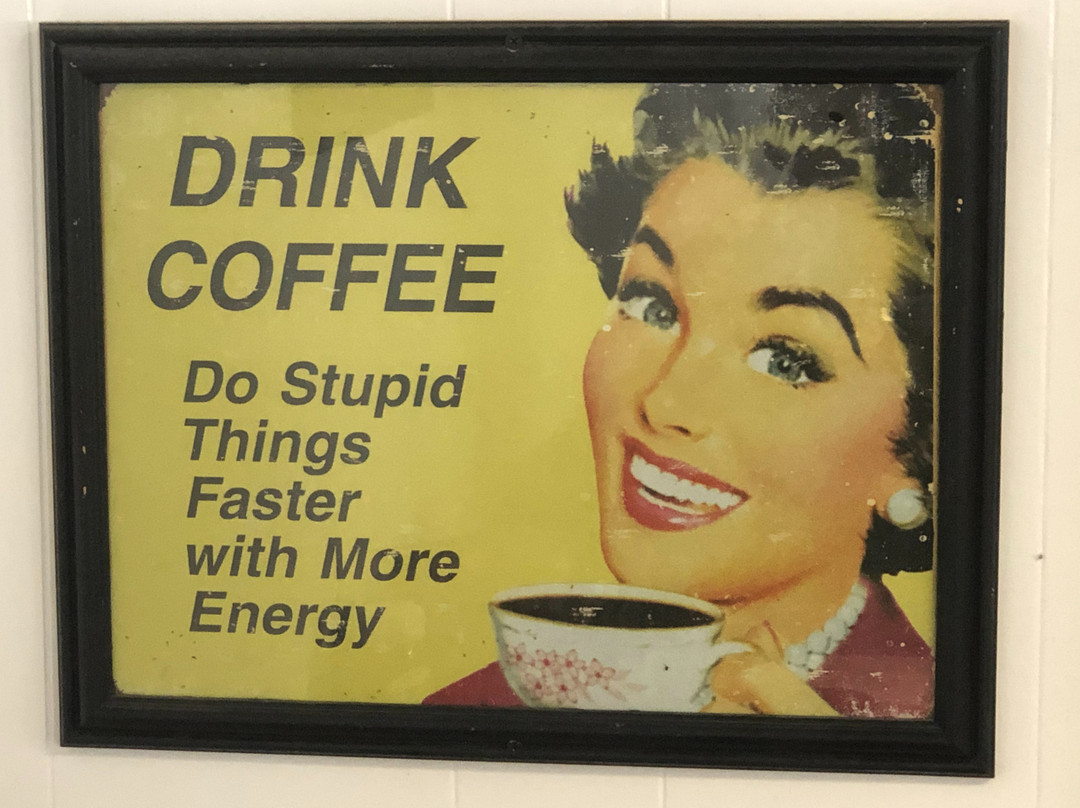 DRINK
COFFEE
Do Stupid
Things
Faster
with More
Energy